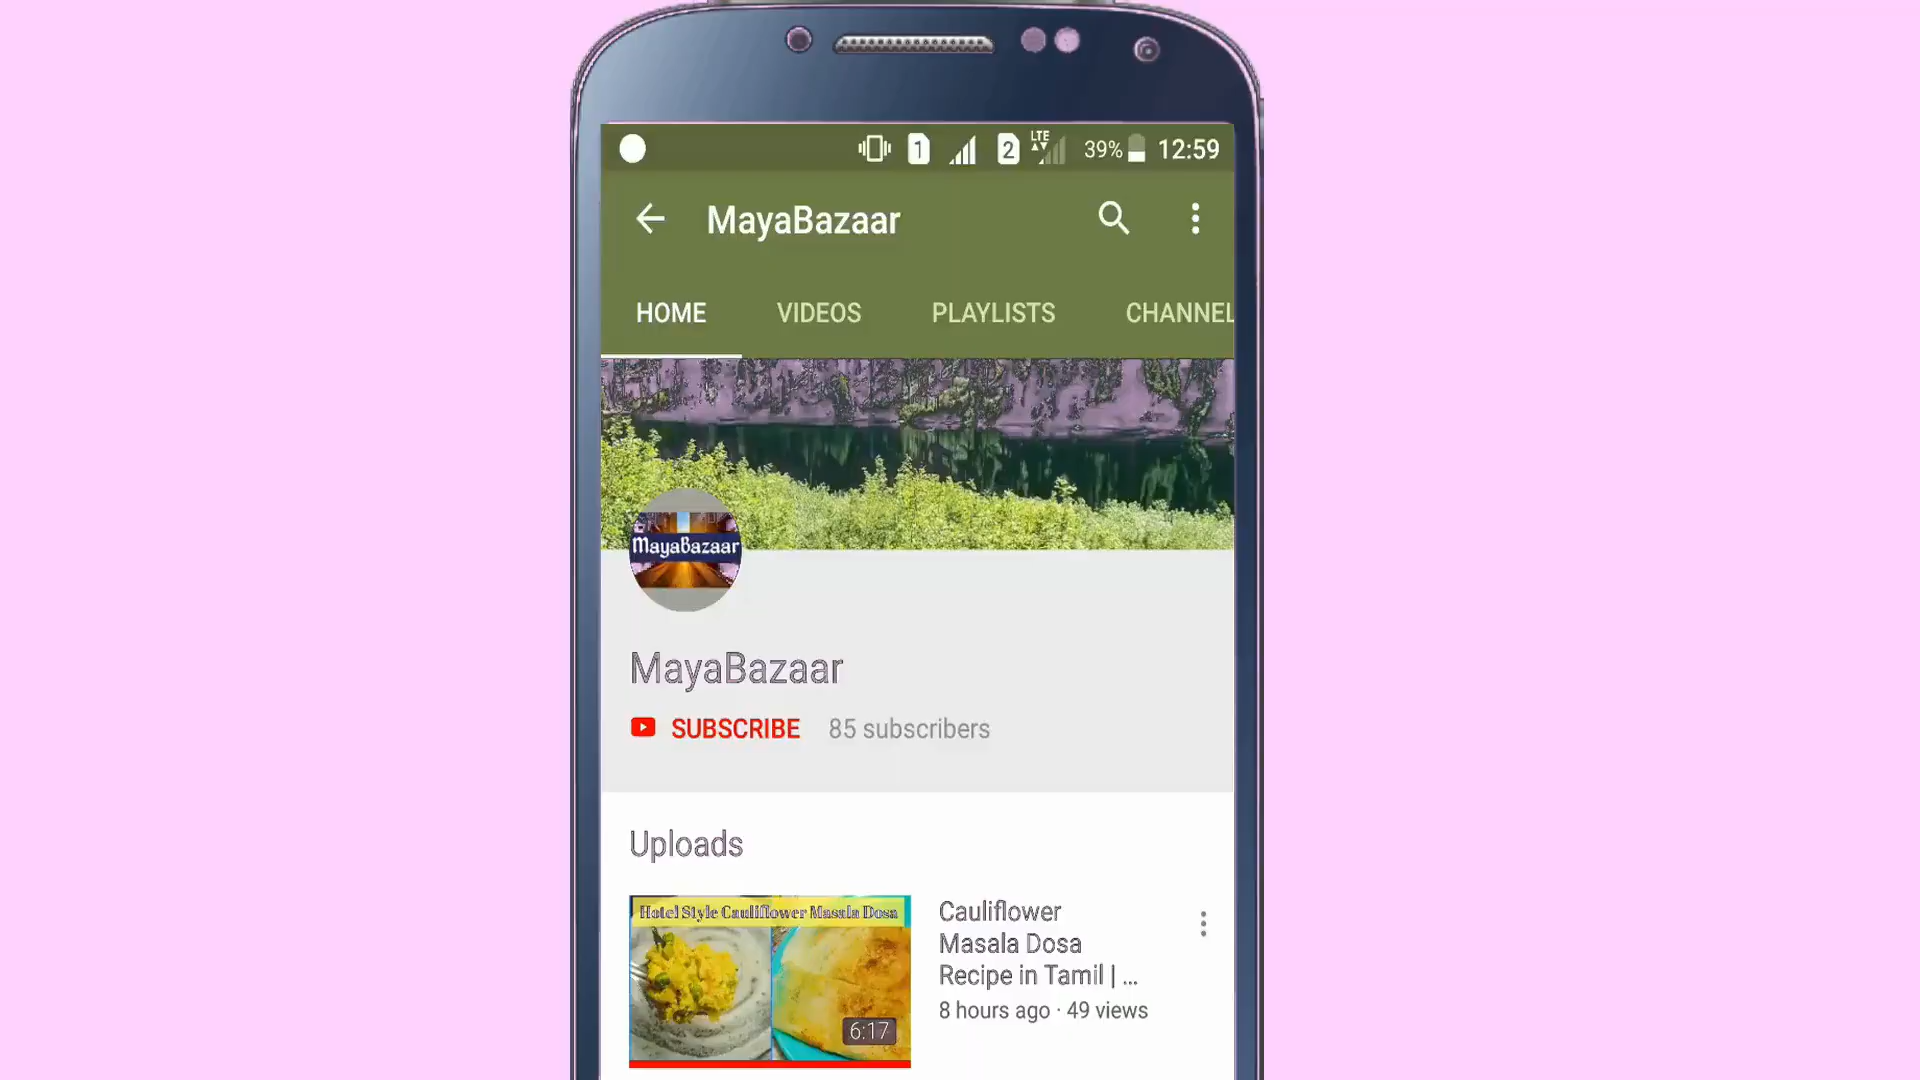 1
2
LTE
39%
12:59
MayaBazaar
HOME
VIDEOS
PLAYLISTS
CHANNEL
MayaBazaar
MayaBazaar
SUBSCRIBE
85 subscribers
Uploads
Hotel Style Cauliflower Masala Dosa
6:17
Cauliflower
Masala Dosa
Recipe in Tamil | ...
8 hours ago · 49 views